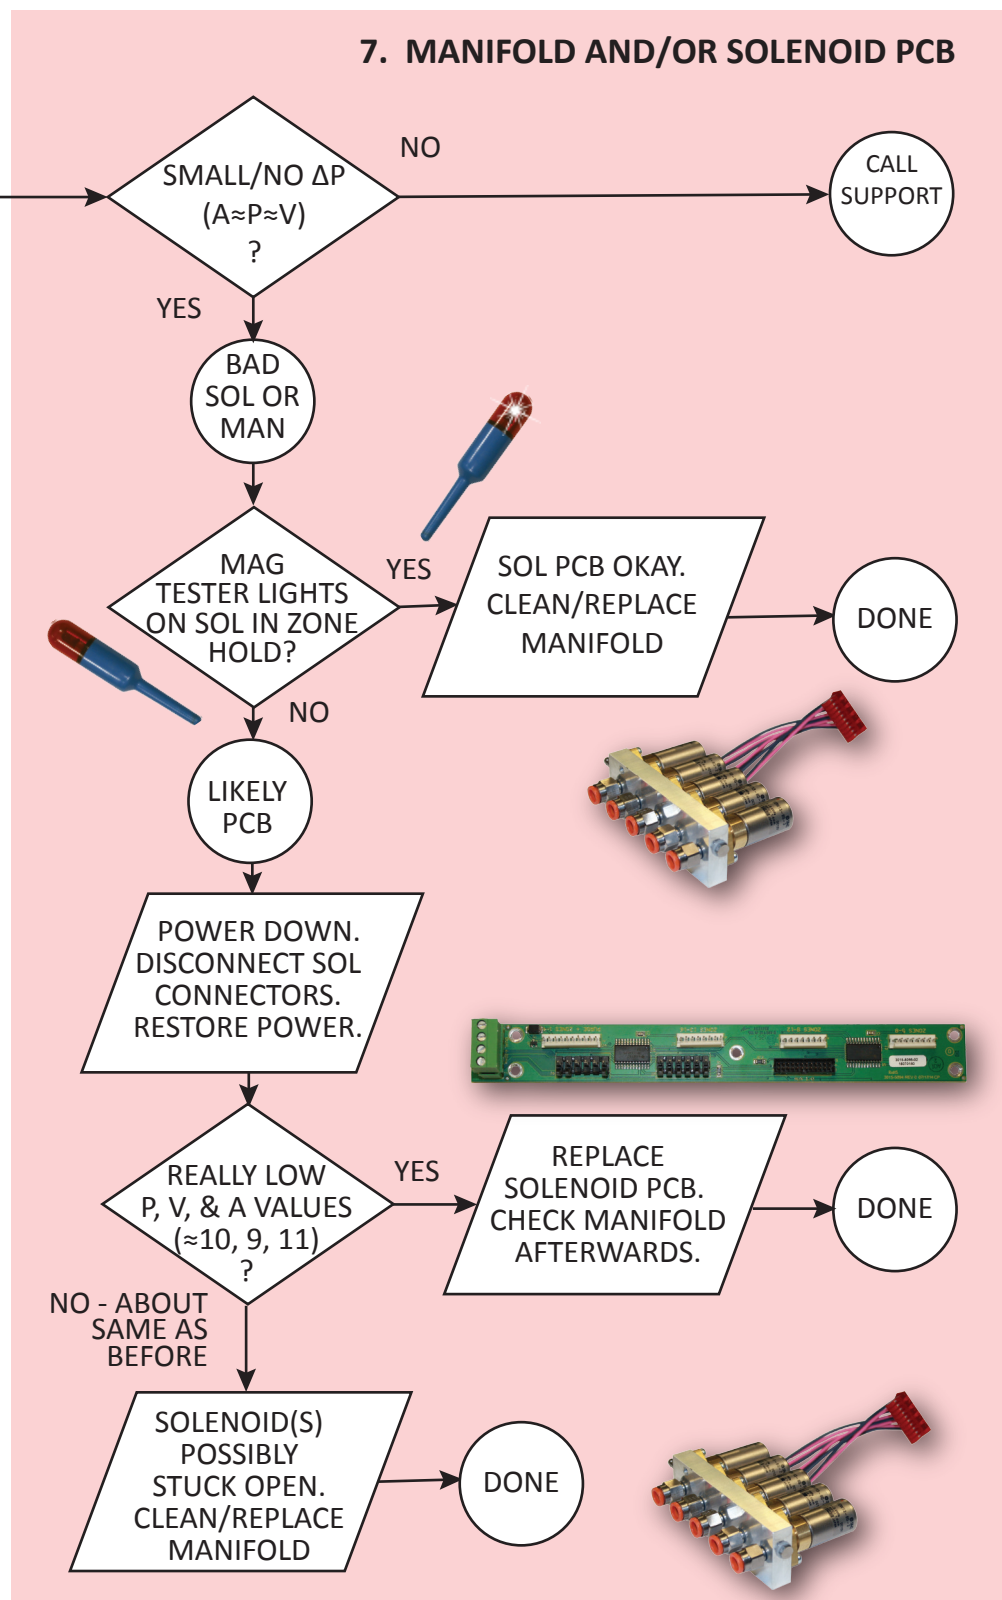 7. MANIFOLD AND/OR SOLENOID PCB
SMALL/NO ΔP
(A≈P≈V)
?
NO
CALL
SUPPORT
YES
BAD
SOL OR
MAN
MAG
TESTER LIGHTS
ON SOL IN ZONE
HOLD?
YES
SOL PCB OKAY.
CLEAN/REPLACE
MANIFOLD
DONE
NO
LIKELY
PCB
POWER DOWN.
DISCONNECT SOL
CONNECTORS.
RESTORE POWER.
REALLY LOW
P, V, & A VALUES
(≈10, 9, 11)
?
YES
REPLACE
SOLENOID PCB.
CHECK MANIFOLD
AFTERWARDS.
DONE
NO - ABOUT
SAME AS
BEFORE
SOLENOID(S)
POSSIBLY
STUCK OPEN.
CLEAN/REPLACE
MANIFOLD
DONE